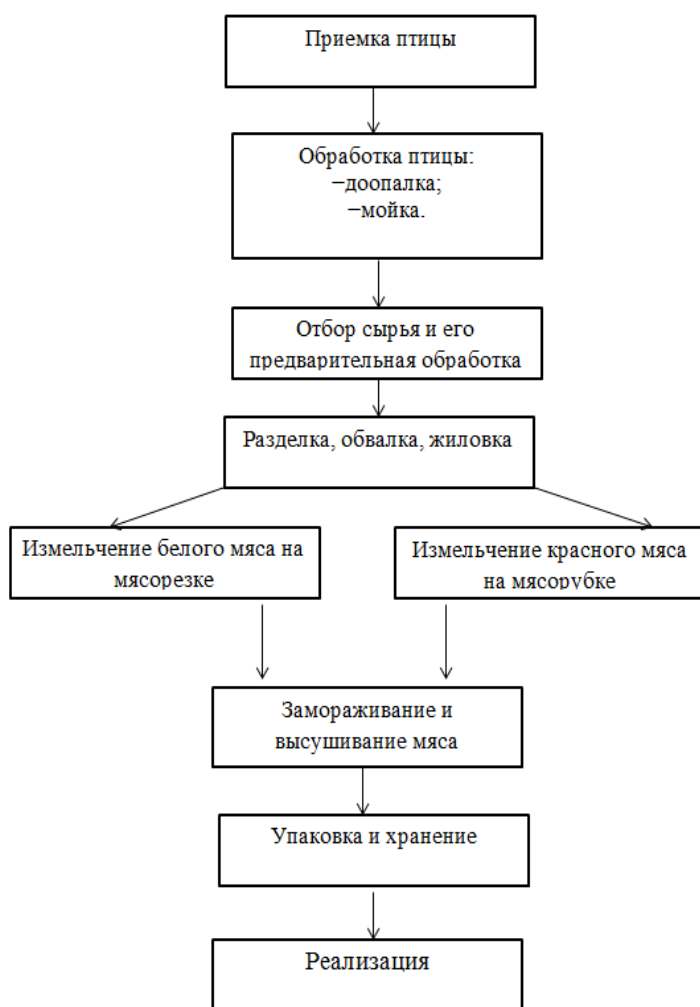 Приемка птицы
Обработка птицы:
−доопалка;
−мойка.
Отбор сырья и его
предварительная обработка
Разделка, обвалка, жиловка
Измельчение белого мяса на
мясорезке
Измельчение красного мяса
на мясорубке
Замораживание и
высушивание мяса
Упаковка и хранение
Реализация